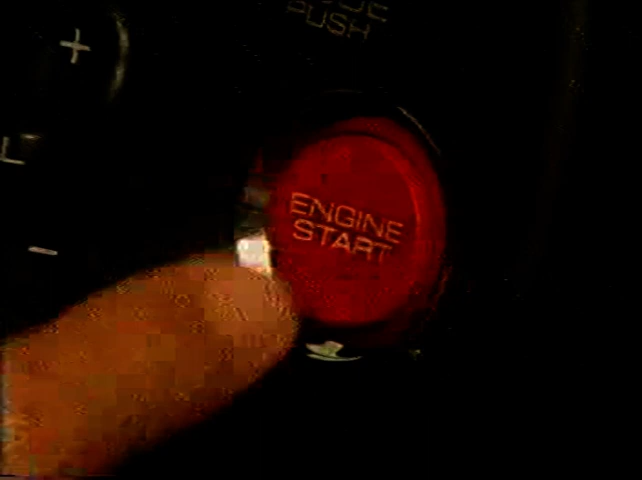 PUSH
+
L
-
ENGINE
START